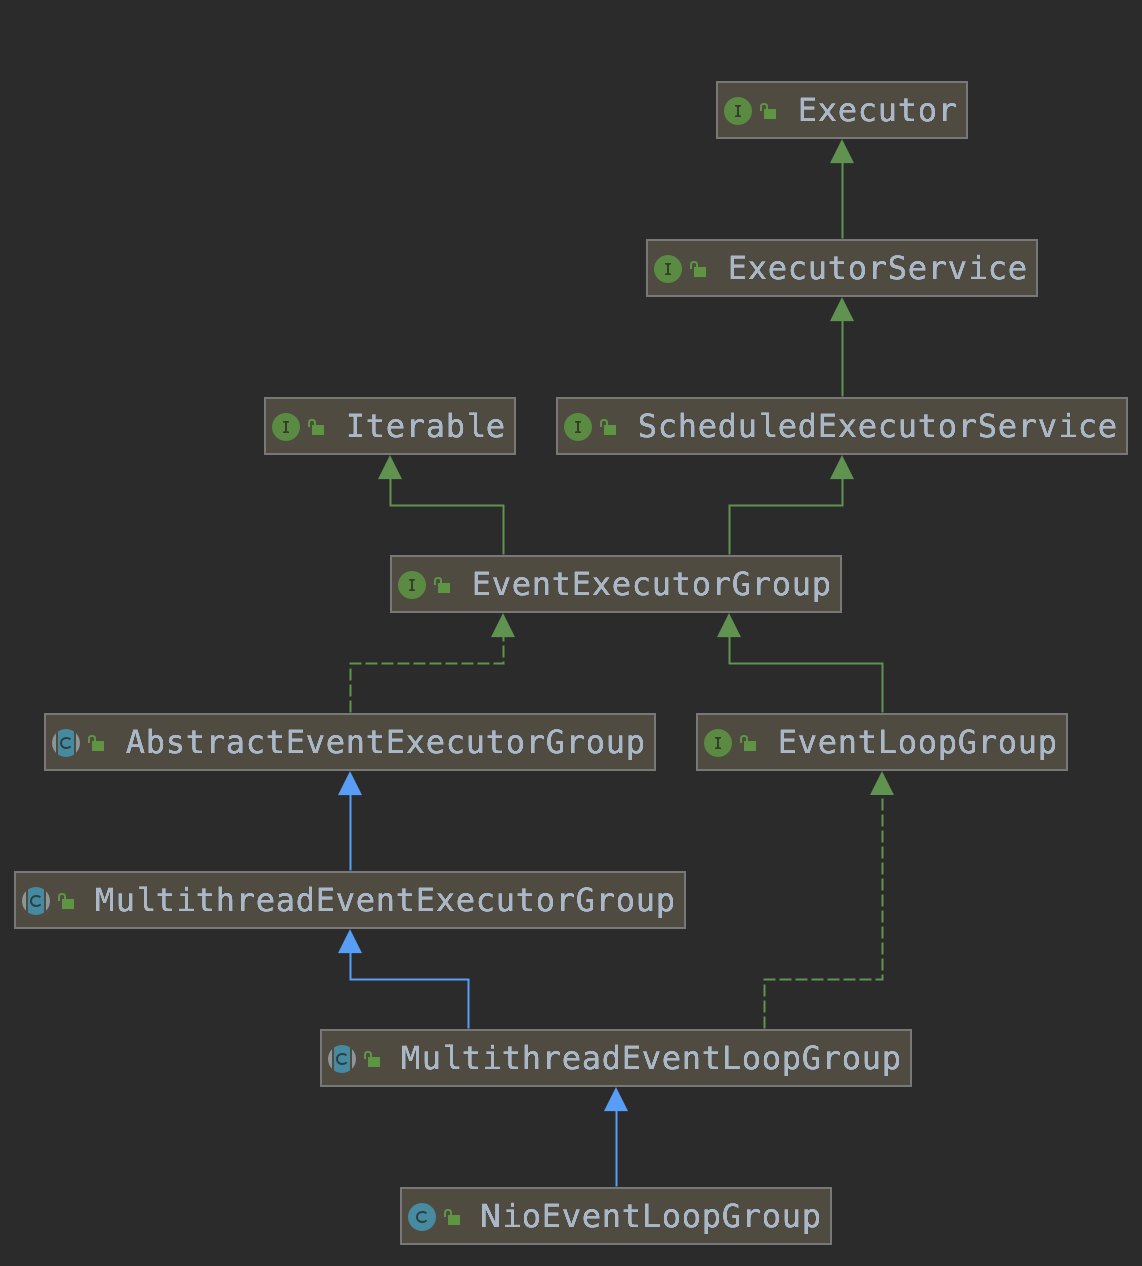 I Executor
I ExecutorService
I Iterable
I ScheduledExecutorService
I EventExecutorGroup
C AbstractEventExecutorGroup
I EventLoopGroup
C MultithreadEventExecutorGroup
C MultithreadEventLoopGroup
C NioEventLoopGroup